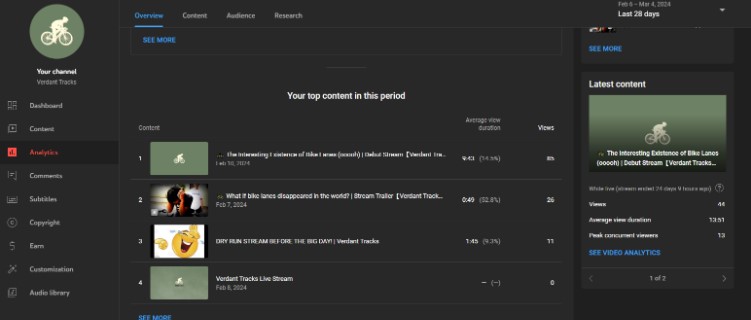 Overview Content Audience Research
Feb 6 – Mar 4, 2024
Last 28 days
SEE MORE
Your channel
Verdant Tracks
Dashboard
Content
Analytics
Comments
Subtitles
Copyright
Earn
Customization
Audio library
Your top content in this period
Content Average view duration Views
1 The Interesting Existence of Bike Lanes (ooooh) | Debut Stream【Verdant Tra... 9:43 (14.5%) 85
Feb 10, 2024
2 What if bike lanes disappeared in the world? | Stream Trailer【Verdant Track... 0:49 (52.8%) 26
Feb 7, 2024
3 DRY RUN STREAM BEFORE THE BIG DAY! | Verdant Tracks 1:45 (9.3%) 11
4 Verdant Tracks Live Stream — (—) 0
Feb 8, 2024
SEE MORE
SEE MORE
Latest content
The Interesting Existence of Bike Lanes
(ooooh) | Debut Stream【Verdant Tracks...
While live (stream ended 23 days 9 hours ago)
Views 44
Average view duration 13:51
Peak concurrent viewers 13
SEE VIDEO ANALYTICS
1 of 2